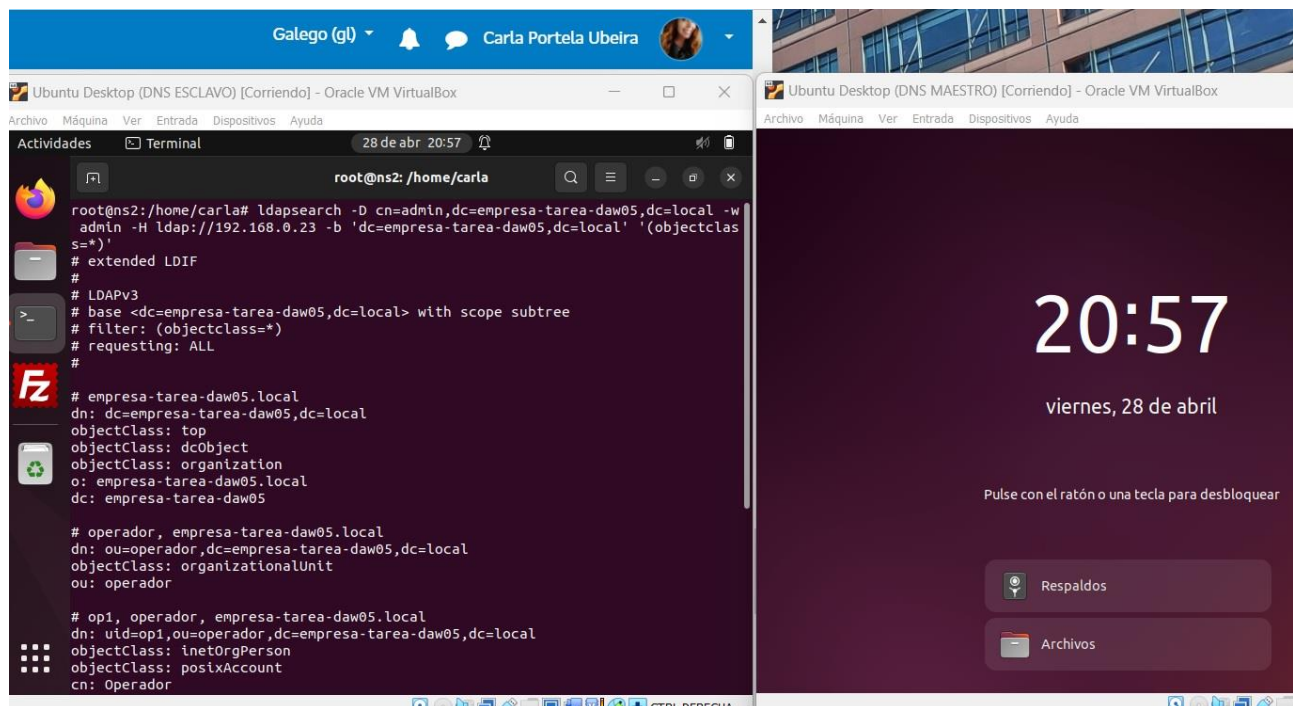 Galego (gl)
Carla Portela Ubeira
Ubuntu Desktop (DNS ESCLAVO) [Corriendo] - Oracle VM VirtualBox
Archivo Máquina Ver Entrada Dispositivos Ayuda
Actividades Terminal 28 de abr 20:57
root@ns2: /home/carla
root@ns2:/home/carla# ldapsearch -D cn=admin,dc=empresa-tarea-daw05,dc=local -w
admin -H ldap://192.168.0.23 -b 'dc=empresa-tarea-daw05,dc=local' '(objectclas
s=*)'
# extended LDIF
#
# LDAPv3
# base <dc=empresa-tarea-daw05,dc=local> with scope subtree
# filter: (objectclass=*)
# requesting: ALL
#
# empresa-tarea-daw05.local
dn: dc=empresa-tarea-daw05,dc=local
objectClass: top
objectClass: dcObject
objectClass: organization
o: empresa-tarea-daw05.local
dc: empresa-tarea-daw05
# operador, empresa-tarea-daw05.local
dn: ou=operador,dc=empresa-tarea-daw05,dc=local
objectClass: organizationalUnit
ou: operador
# op1, operador, empresa-tarea-daw05.local
dn: uid=op1,ou=operador,dc=empresa-tarea-daw05,dc=local
objectClass: inetOrgPerson
objectClass: posixAccount
cn: Operador
Fz
Ubuntu Desktop (DNS MAESTRO) [Corriendo] - Oracle VM VirtualBox
Archivo Máquina Ver Entrada Dispositivos Ayuda
20:57
viernes, 28 de abril
Pulse con el ratón o una tecla para desbloquear
Respaldos
Archivos
CTRL DERECHA